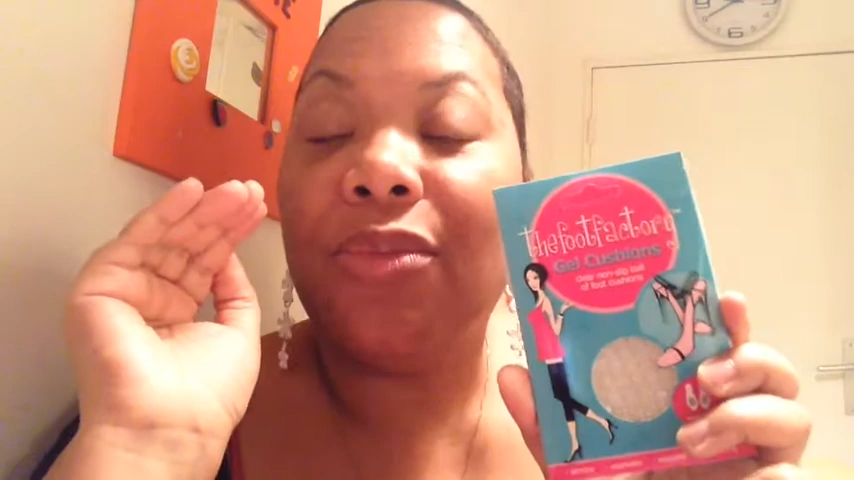 thefootfactory
Gel Cushions
clear non-slip ball
of foot cushions